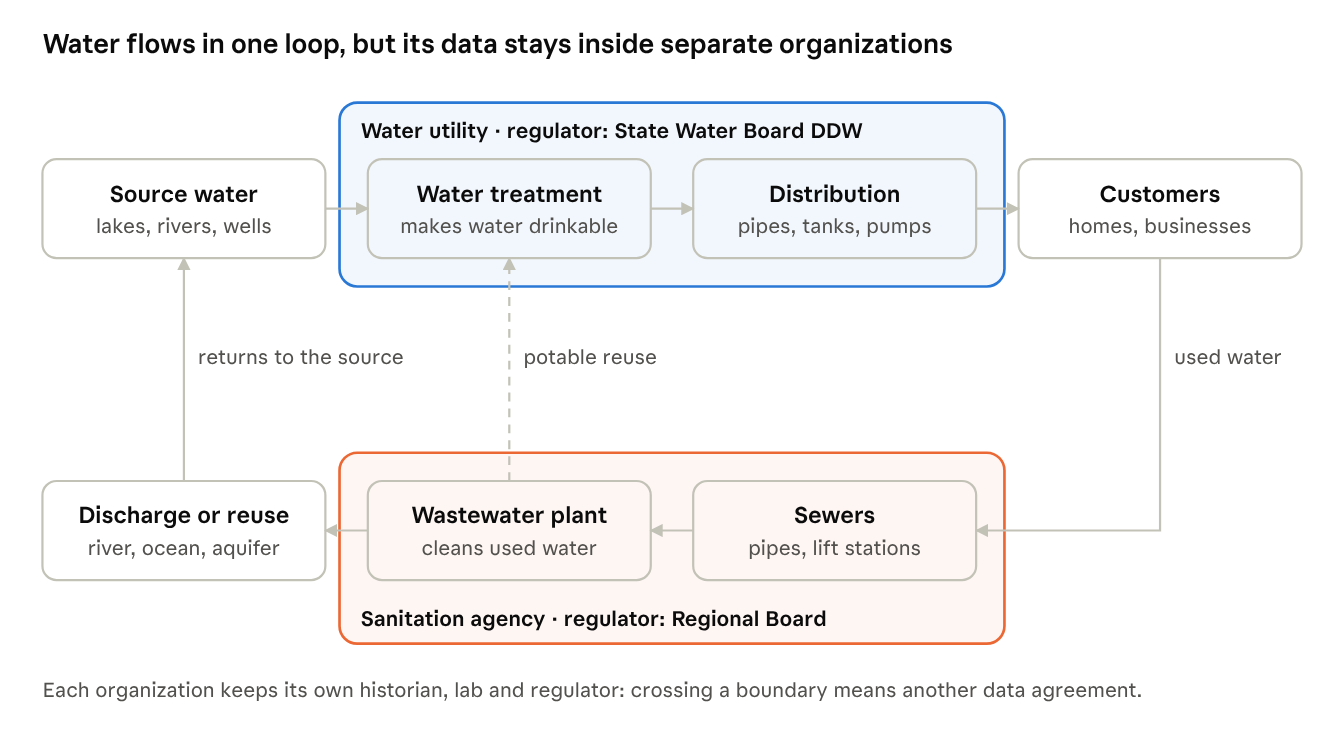 Water flows in one loop, but its data stays inside separate organizations
Water utility · regulator: State Water Board DDW
Source water
lakes, rivers, wells
Water treatment
makes water drinkable
Distribution
pipes, tanks, pumps
Customers
homes, businesses
returns to the source
potable reuse
used water
Discharge or reuse
river, ocean, aquifer
Wastewater plant
cleans used water
Sewers
pipes, lift stations
Sanitation agency · regulator: Regional Board
Each organization keeps its own historian, lab and regulator: crossing a boundary means another data agreement.